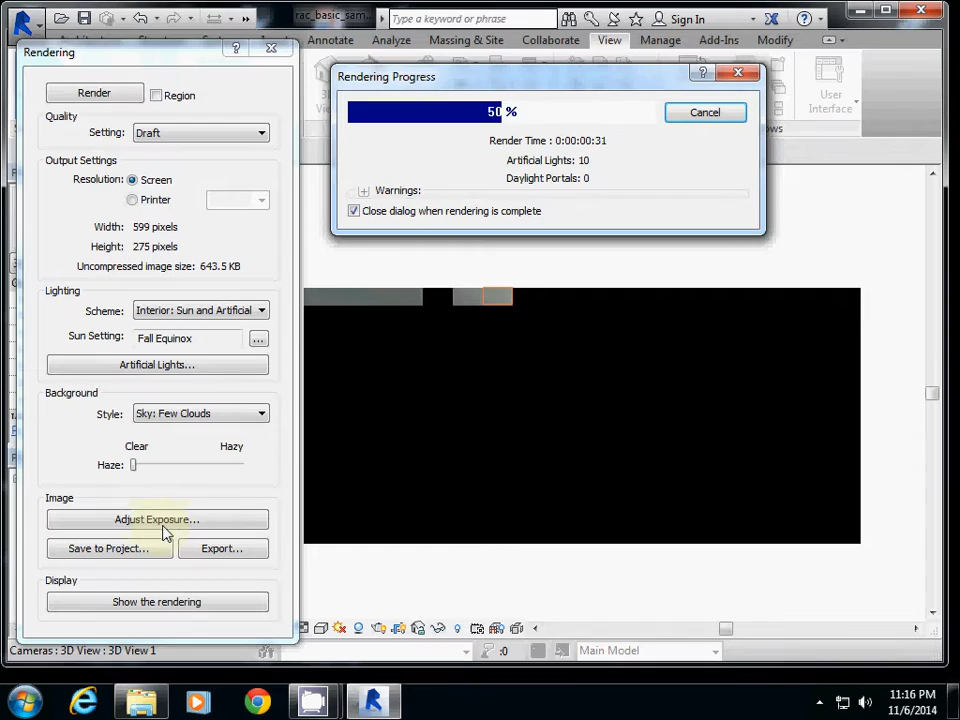 rac_basic_sam...
Type a keyword or phrase
Sign In
Annotate
Analyze
Massing & Site
Collaborate
View
Manage
Add-Ins
Modify
User
Interface
Rendering
Render
Region
Quality
Setting:
Draft
Output Settings
Resolution:
Screen
Printer
Width: 599 pixels
Height: 275 pixels
Uncompressed image size: 643.5 KB
Lighting
Scheme:
Interior: Sun and Artificial
Sun Setting:
Fall Equinox
...
Artificial Lights...
Background
Style:
Sky: Few Clouds
Clear
Hazy
Haze:
Image
Adjust Exposure...
Save to Project...
Export...
Display
Show the rendering
Rendering Progress
50 %
Cancel
Render Time : 0:00:00:31
Artificial Lights: 10
Daylight Portals: 0
Warnings:
Close dialog when rendering is complete
Cameras : 3D View : 3D View 1
:0
Main Model
11:16 PM
11/6/2014